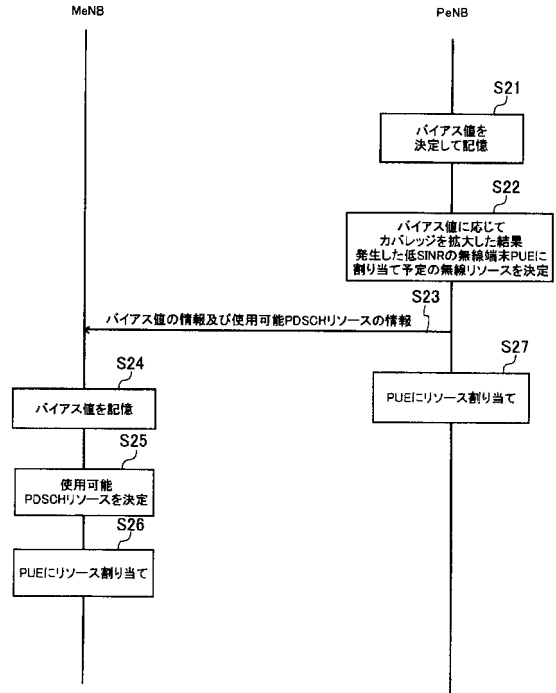 MeNB
PeNB
S21
バイアス値を
決定して記憶
S22
バイアス値に応じて
カバレッジを拡大した結果
発生した低SINRの無線端末PUEに
割り当て予定の無線リソースを決定
S23
バイアス値の情報及び使用可能PDSCHリソースの情報
S24
バイアス値を記憶
S27
PUEにリソース割り当て
S25
使用可能
PDSCHリソースを決定
S26
PUEにリソース割り当て